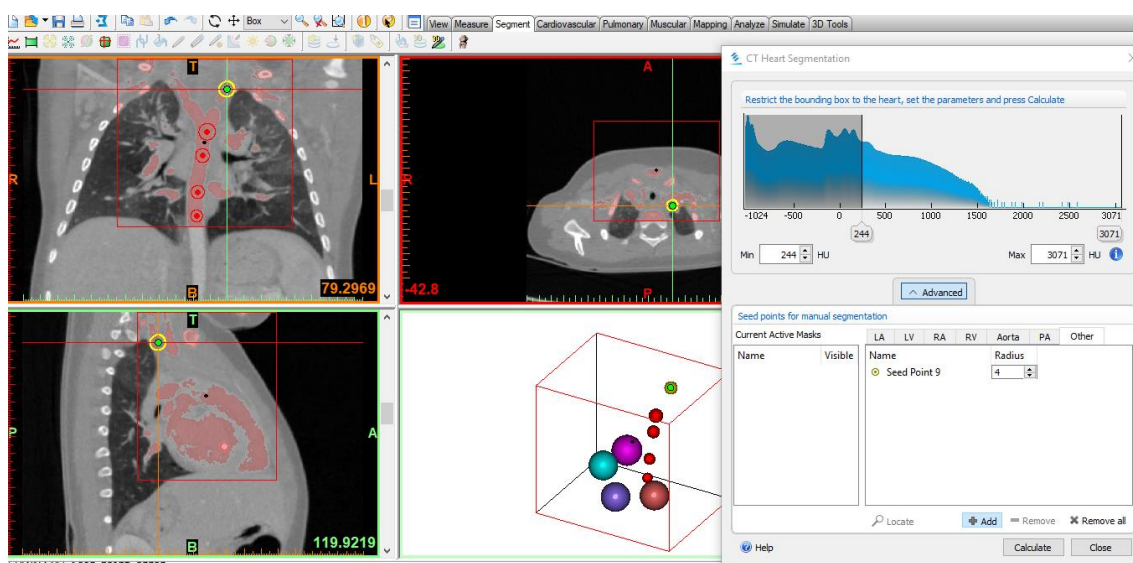 Box
View Measure Segment Cardiovascular Pulmonary Muscular Mapping Analyze Simulate 3D Tools
CT Heart Segmentation
T
R
L
B
79.2969
A
R
P
-42.8
T
P
A
B
119.9219
Restrict the bounding box to the heart, set the parameters and press Calculate
-1024 -500 0 500 1000 1500 2000 2500 3071
244 3071
Min 244 HU Max 3071 HU
Advanced
Seed points for manual segmentation
Current Active Masks
LA LV RA RV Aorta PA Other
Name Visible Name Radius
Seed Point 9 4
Locate Add Remove Remove all
Help Calculate Close